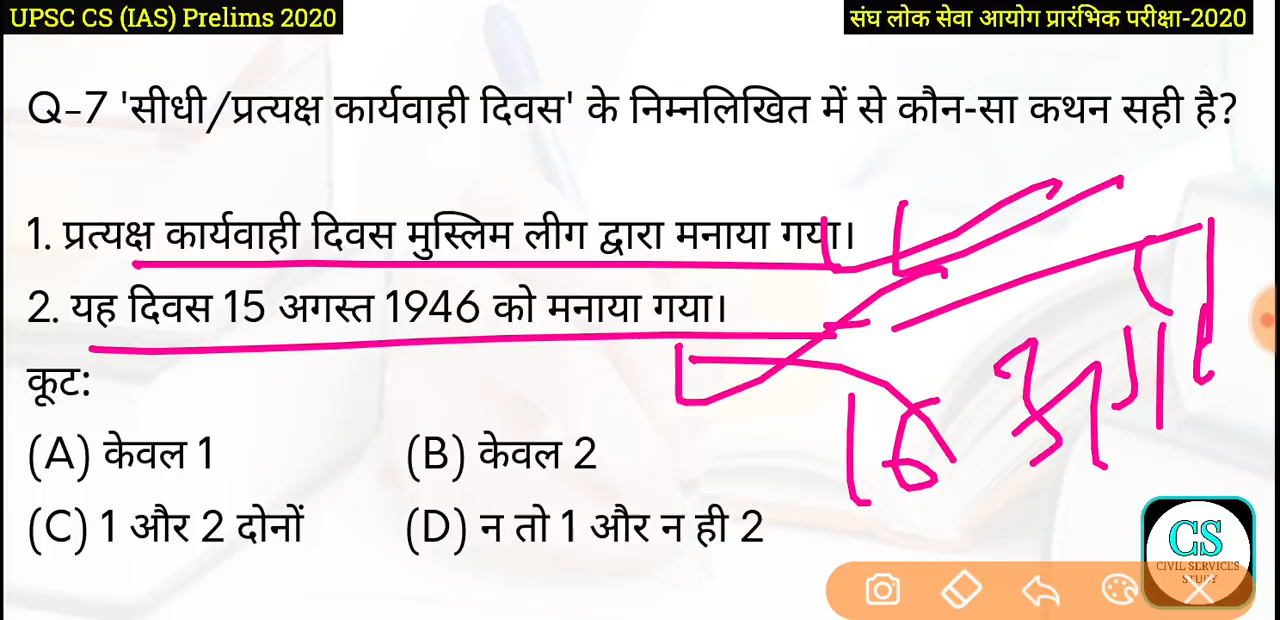 UPSC CS (IAS) Prelims 2020
संघ लोक सेवा आयोग प्रारंभिक परीक्षा-2020
Q-7 'सीधी/प्रत्यक्ष कार्यवाही दिवस' के निम्नलिखित में से कौन-सा कथन सही है?
1. प्रत्यक्ष कार्यवाही दिवस मुस्लिम लीग द्वारा मनाया गया।
2. यह दिवस 15 अगस्त 1946 को मनाया गया।
कूट:
(A) केवल 1 (B) केवल 2
16 अग
(C) 1 और 2 दोनों (D) न तो 1 और न ही 2
CS
CIVIL SERVICES
STUDY